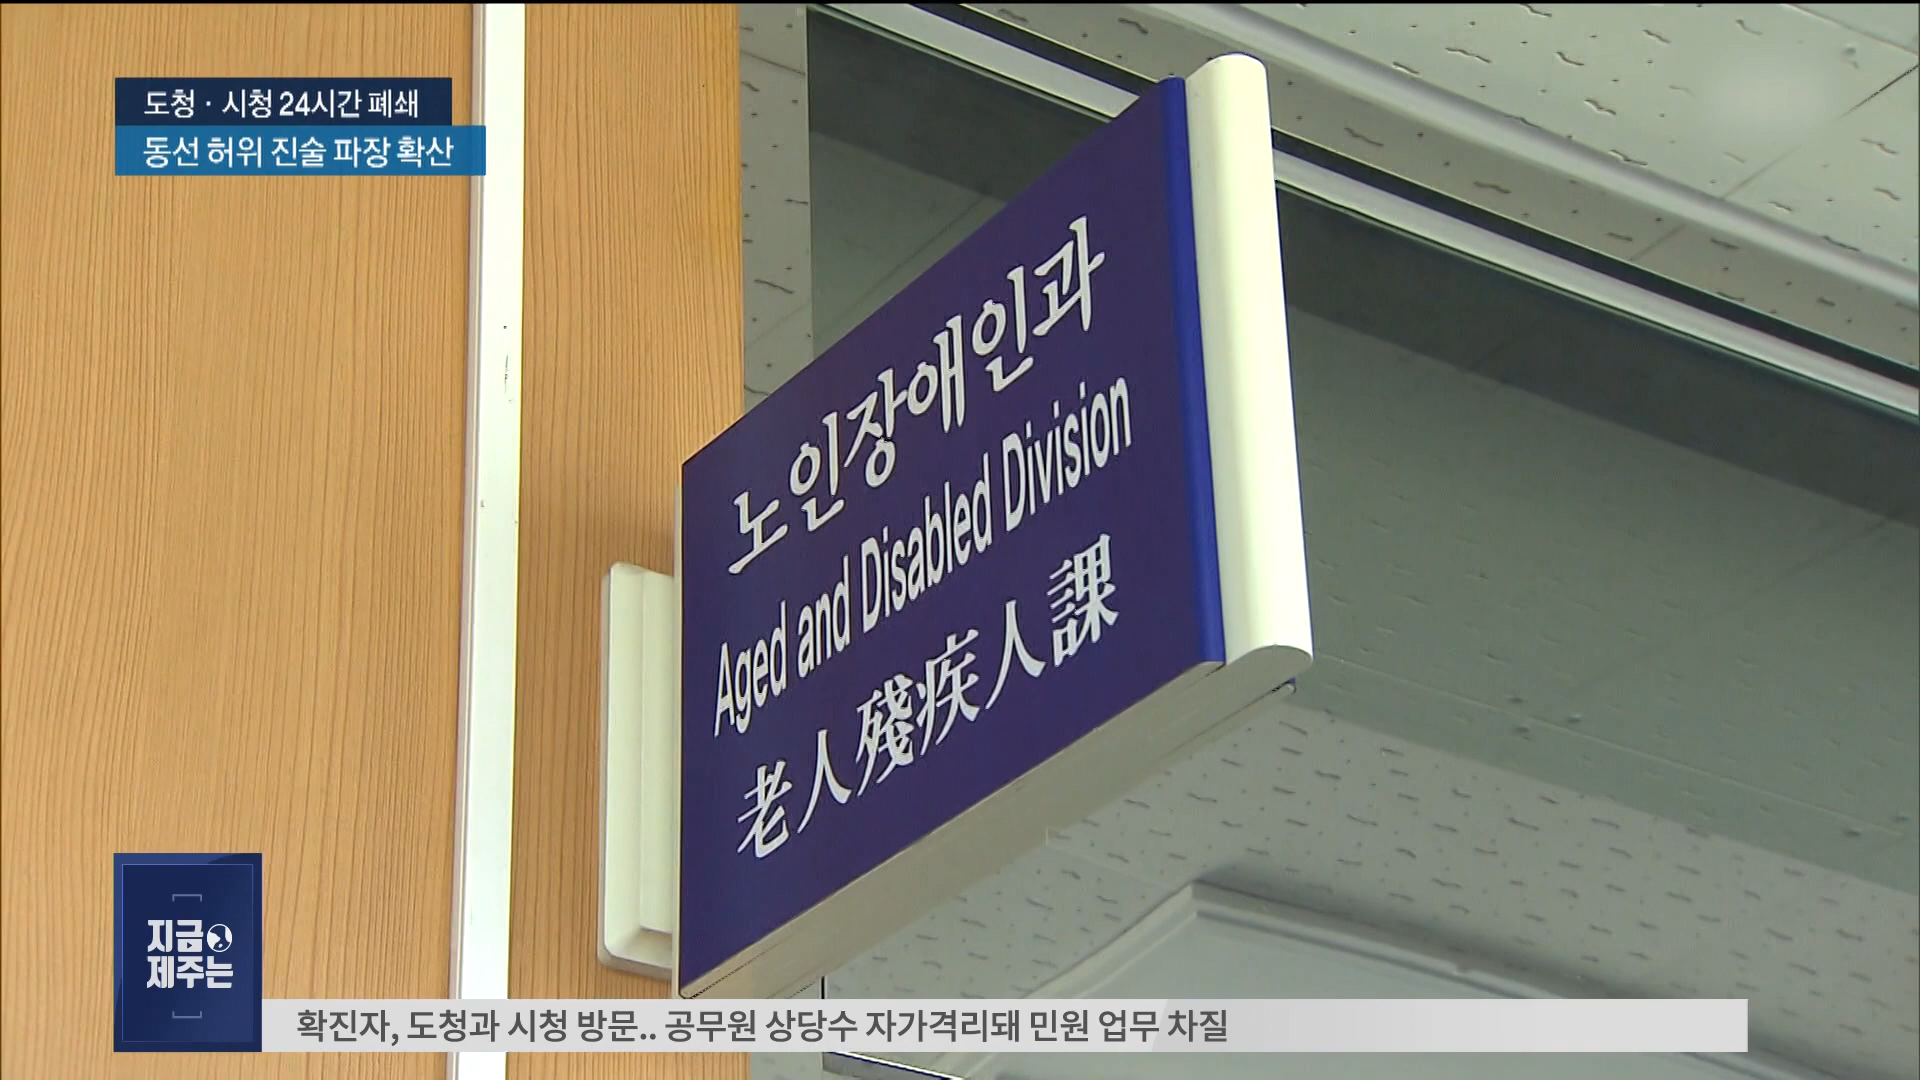 도청·시청 24시간 폐쇄
동선 허위 진술 파장 확산
노인장애인과
Aged and Disabled Division
老人殘疾人課
지금
제주는
확진자, 도청과 시청 방문.. 공무원 상당수 자가격리돼 민원 업무 차질